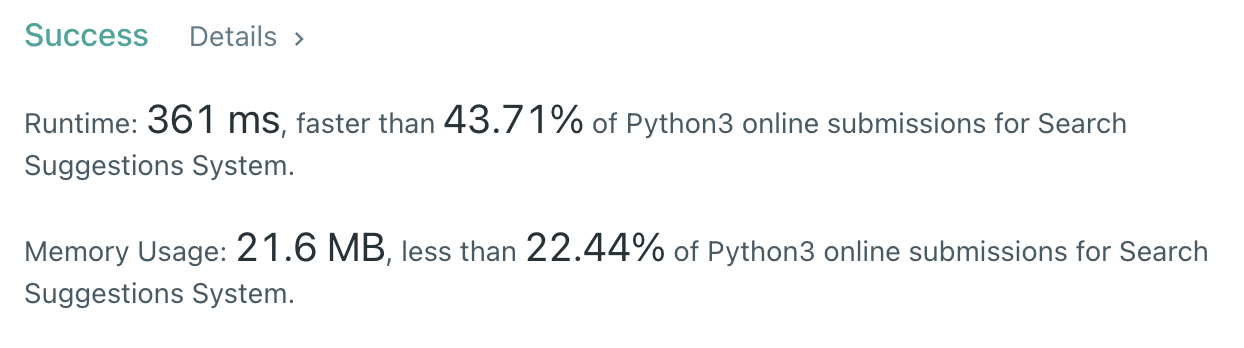 Success Details >
Runtime: 361 ms, faster than 43.71% of Python3 online submissions for Search
Suggestions System.
Memory Usage: 21.6 MB, less than 22.44% of Python3 online submissions for Search
Suggestions System.